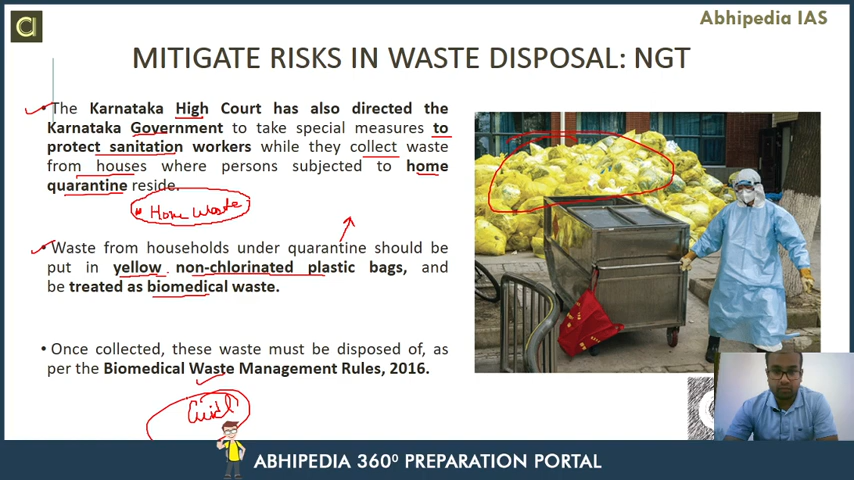 Abhipedia IAS
MITIGATE RISKS IN WASTE DISPOSAL: NGT
• The Karnataka High Court has also directed the
Karnataka Government to take special measures to
protect sanitation workers while they collect waste
from houses where persons subjected to home
quarantine reside.
Home Waste
• Waste from households under quarantine should be
put in yellow non-chlorinated plastic bags, and
be treated as biomedical waste.
• Once collected, these waste must be disposed of, as
per the Biomedical Waste Management Rules, 2016.
ABHIPEDIA 360⁰ PREPARATION PORTAL